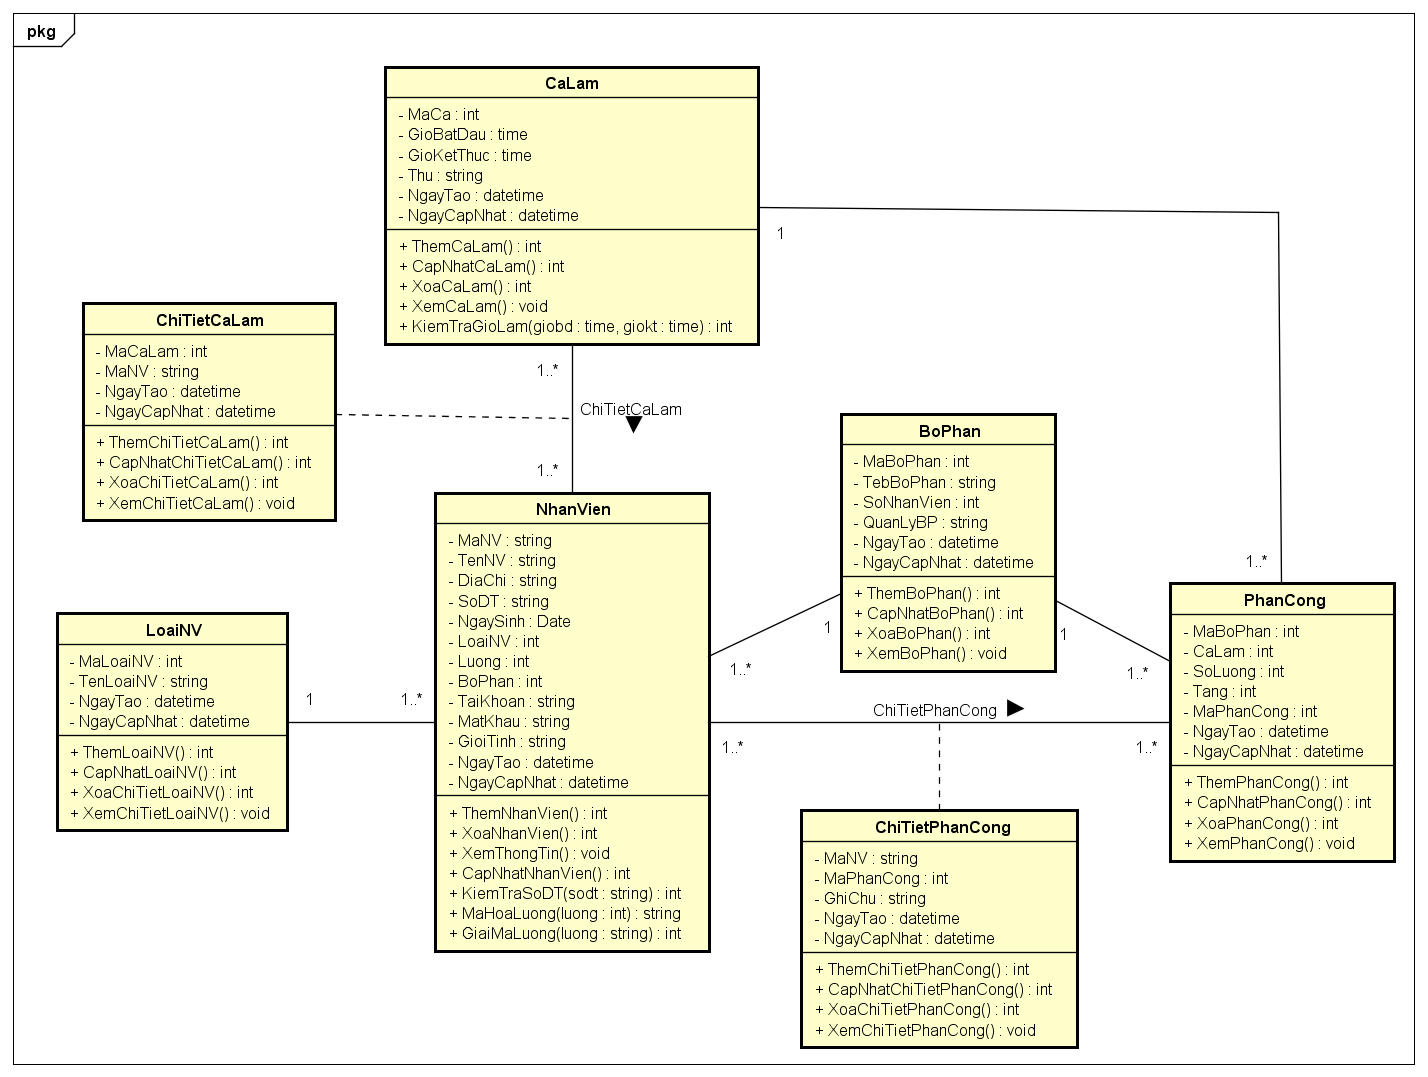 pkg
CaLam
- MaCa : int
- GioBatDau : time
- GioKetThuc : time
- Thu : string
- NgayTao : datetime
- NgayCapNhat : datetime
+ ThemCaLam() : int
+ CapNhatCaLam() : int
+ XoaCaLam() : int
+ XemCaLam() : void
+ KiemTraGioLam(giobd : time, giokt : time) : int
1
1..*
ChiTietCaLam
1..*
ChiTietCaLam
- MaCaLam : int
- MaNV : string
- NgayTao : datetime
- NgayCapNhat : datetime
+ ThemChiTietCaLam() : int
+ CapNhatChiTietCaLam() : int
+ XoaChiTietCaLam() : int
+ XemChiTietCaLam() : void
BoPhan
- MaBoPhan : int
- TebBoPhan : string
- SoNhanVien : int
- QuanLyBP : string
- NgayTao : datetime
- NgayCapNhat : datetime
+ ThemBoPhan() : int
+ CapNhatBoPhan() : int
+ XoaBoPhan() : int
+ XemBoPhan() : void
1
1..*
1
1..*
1..*
NhanVien
- MaNV : string
- TenNV : string
- DiaChi : string
- SoDT : string
- NgaySinh : Date
- LoaiNV : int
- Luong : int
- BoPhan : int
- TaiKhoan : string
- MatKhau : string
- GioiTinh : string
- NgayTao : datetime
- NgayCapNhat : datetime
+ ThemNhanVien() : int
+ XoaNhanVien() : int
+ XemThongTin() : void
+ CapNhatNhanVien() : int
+ KiemTraSoDT(sodt : string) : int
+ MaHoaLuong(luong : int) : string
+ GiaiMaLuong(luong : string) : int
LoaiNV
- MaLoaiNV : int
- TenLoaiNV : string
- NgayTao : datetime
- NgayCapNhat : datetime
+ ThemLoaiNV() : int
+ CapNhatLoaiNV() : int
+ XoaChiTietLoaiNV() : int
+ XemChiTietLoaiNV() : void
1
1..*
PhanCong
- MaBoPhan : int
- CaLam : int
- SoLuong : int
- Tang : int
- MaPhanCong : int
- NgayTao : datetime
- NgayCapNhat : datetime
+ ThemPhanCong() : int
+ CapNhatPhanCong() : int
+ XoaPhanCong() : int
+ XemPhanCong() : void
ChiTietPhanCong
1..*
1..*
ChiTietPhanCong
- MaNV : string
- MaPhanCong : int
- GhiChu : string
- NgayTao : datetime
- NgayCapNhat : datetime
+ ThemChiTietPhanCong() : int
+ CapNhatChiTietPhanCong() : int
+ XoaChiTietPhanCong() : int
+ XemChiTietPhanCong() : void